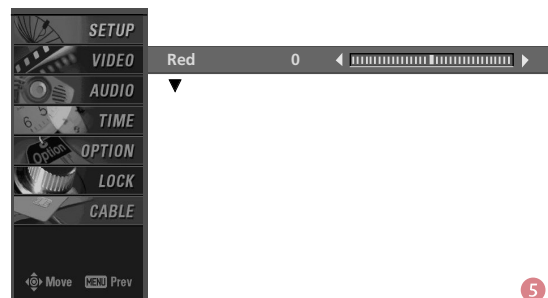 SETUP
VIDEO
Red 0
AUDIO
TIME
Option OPTION
LOCK
CABLE
Move MENU Prev
5